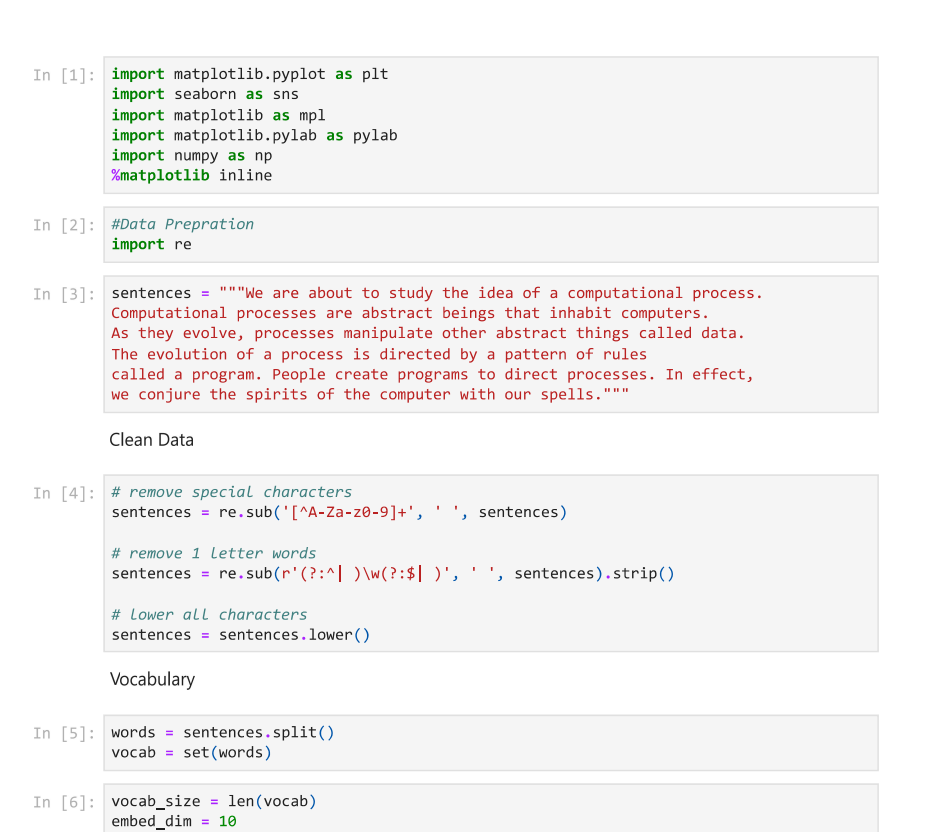 In [1]: import matplotlib.pyplot as plt
import seaborn as sns
import matplotlib as mpl
import matplotlib.pylab as pylab
import numpy as np
%matplotlib inline
In [2]: #Data Prepration
import re
In [3]: sentences = """We are about to study the idea of a computational process.
Computational processes are abstract beings that inhabit computers.
As they evolve, processes manipulate other abstract things called data.
The evolution of a process is directed by a pattern of rules
called a program. People create programs to direct processes. In effect,
we conjure the spirits of the computer with our spells."""
Clean Data
In [4]: # remove special characters
sentences = re.sub('[^A-Za-z0-9]+', ' ', sentences)
# remove 1 letter words
sentences = re.sub(r'(?:^| )\w(?:$| )', ' ', sentences).strip()
# lower all characters
sentences = sentences.lower()
Vocabulary
In [5]: words = sentences.split()
vocab = set(words)
In [6]: vocab_size = len(vocab)
embed_dim = 10